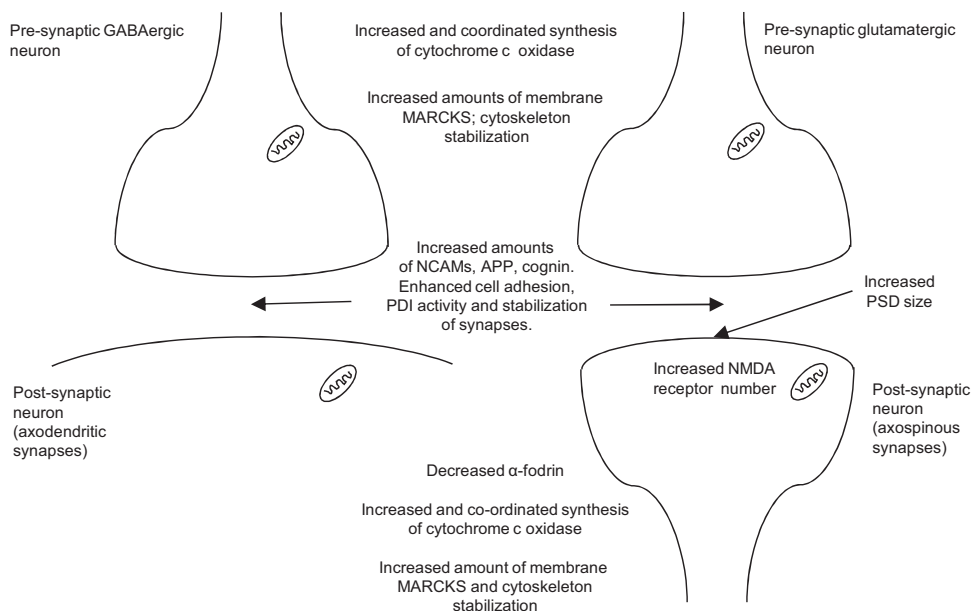 Pre-synaptic GABAergic
neuron
Increased and coordinated synthesis
of cytochrome c oxidase
Pre-synaptic glutamatergic
neuron
Increased amounts of membrane
MARCKS; cytoskeleton
stabilization
Increased amounts
of NCAMs, APP, cognin.
Enhanced cell adhesion,
PDI activity and stabilization
of synapses.
Increased
PSD size
Increased NMDA
receptor number
Post-synaptic
neuron
(axodendritic
synapses)
Post-synaptic
neuron
(axospinous
synapses)
Decreased α-fodrin
Increased and co-ordinated synthesis
of cytochrome c oxidase
Increased amount of membrane
MARCKS and cytoskeleton
stabilization